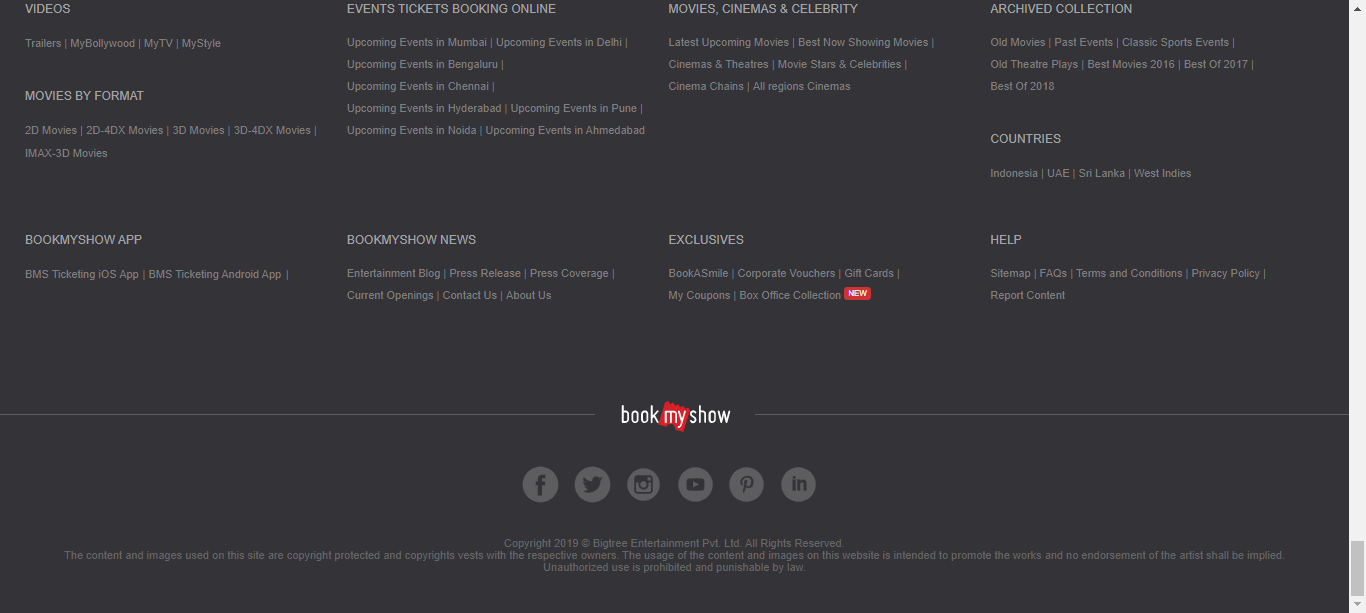 VIDEOS
Trailers | MyBollywood | MyTV | MyStyle
MOVIES BY FORMAT
2D Movies | 2D-4DX Movies | 3D Movies | 3D-4DX Movies |
IMAX-3D Movies
EVENTS TICKETS BOOKING ONLINE
Upcoming Events in Mumbai | Upcoming Events in Delhi |
Upcoming Events in Bengaluru |
Upcoming Events in Chennai |
Upcoming Events in Hyderabad | Upcoming Events in Pune |
Upcoming Events in Noida | Upcoming Events in Ahmedabad
MOVIES, CINEMAS & CELEBRITY
Latest Upcoming Movies | Best Now Showing Movies |
Cinemas & Theatres | Movie Stars & Celebrities |
Cinema Chains | All regions Cinemas
ARCHIVED COLLECTION
Old Movies | Past Events | Classic Sports Events |
Old Theatre Plays | Best Movies 2016 | Best Of 2017 |
Best Of 2018
COUNTRIES
Indonesia | UAE | Sri Lanka | West Indies
BOOKMYSHOW APP
BMS Ticketing iOS App | BMS Ticketing Android App |
BOOKMYSHOW NEWS
Entertainment Blog | Press Release | Press Coverage |
Current Openings | Contact Us | About Us
EXCLUSIVES
BookASmile | Corporate Vouchers | Gift Cards |
My Coupons | Box Office Collection NEW
HELP
Sitemap | FAQs | Terms and Conditions | Privacy Policy |
Report Content
bookmyshow
Copyright 2019 © Bigtree Entertainment Pvt. Ltd. All Rights Reserved.
The content and images used on this site are copyright protected and copyrights vests with the respective owners. The usage of the content and images on this website is intended to promote the works and no endorsement of the artist shall be implied.
Unauthorized use is prohibited and punishable by law.